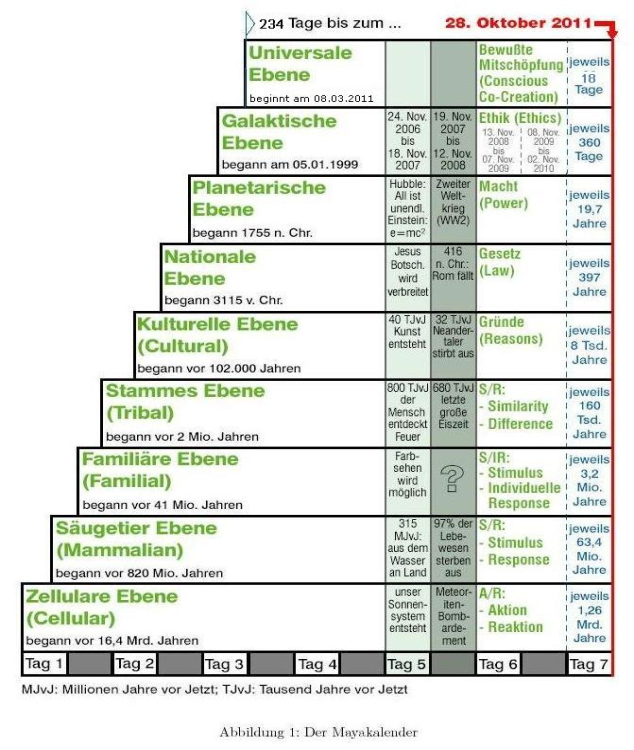 234 Tage bis zum ...
28. Oktober 2011
Universale
Ebene
beginnt am 08.03.2011
Bewußte
Mitschöpfung
(Conscious
Co-Creation)
jeweils
18
Tage
Galaktische
Ebene
begann am 05.01.1999
24. Nov.
2006
bis
18. Nov.
2007
19. Nov.
2007
bis
12. Nov.
2008
Ethik (Ethics)
13. Nov.
2008
bis
07. Nov.
2009
08. Nov.
2009
bis
02. Nov.
2010
jeweils
360
Tage
Planetarische
Ebene
begann 1755 n. Chr.
Hubble:
All ist
unendl.
Einstein:
e=mc²
Zweiter
Welt-
krieg
(WW2)
Macht
(Power)
jeweils
19,7
Jahre
Nationale
Ebene
begann 3115 v. Chr.
Jesus
Botsch.
wird
verbreitet
416
n. Chr.:
Rom fällt
Gesetz
(Law)
jeweils
397
Jahre
Kulturelle Ebene
(Cultural)
begann vor 102.000 Jahren
40 TJvJ
Kunst
entsteht
32 TJvJ
Neander-
taler
stirbt aus
Gründe
(Reasons)
jeweils
8 Tsd.
Jahre
Stammes Ebene
(Tribal)
begann vor 2 Mio. Jahren
800 TJvJ
der
Mensch
entdeckt
Feuer
680 TJvJ
letzte
große
Eiszeit
S/R:
- Similarity
- Difference
jeweils
160
Tsd.
Jahre
Familiäre Ebene
(Familial)
begann vor 41 Mio. Jahren
Farb-
sehen
wird
möglich
?
S/IR:
- Stimulus
- Individuelle
Response
jeweils
3,2
Mio.
Jahre
Säugetier Ebene
(Mammalian)
begann vor 820 Mio. Jahren
315
MJvJ:
aus dem
Wasser
an Land
97% der
Lebe-
wesen
sterben
aus
S/R:
- Stimulus
- Response
jeweils
63,4
Mio.
Jahre
Zellulare Ebene
(Cellular)
begann vor 16,4 Mrd. Jahren
unser
Sonnen-
system
entsteht
Meteor-
iten-
Bomb-
arde-
ment
A/R:
- Aktion
- Reaktion
jeweils
1,26
Mrd.
Jahre
Tag 1
Tag 2
Tag 3
Tag 4
Tag 5
Tag 6
Tag 7
MJvJ: Millionen Jahre vor Jetzt; TJvJ: Tausend Jahre vor Jetzt
Abbildung 1: Der Mayakalender